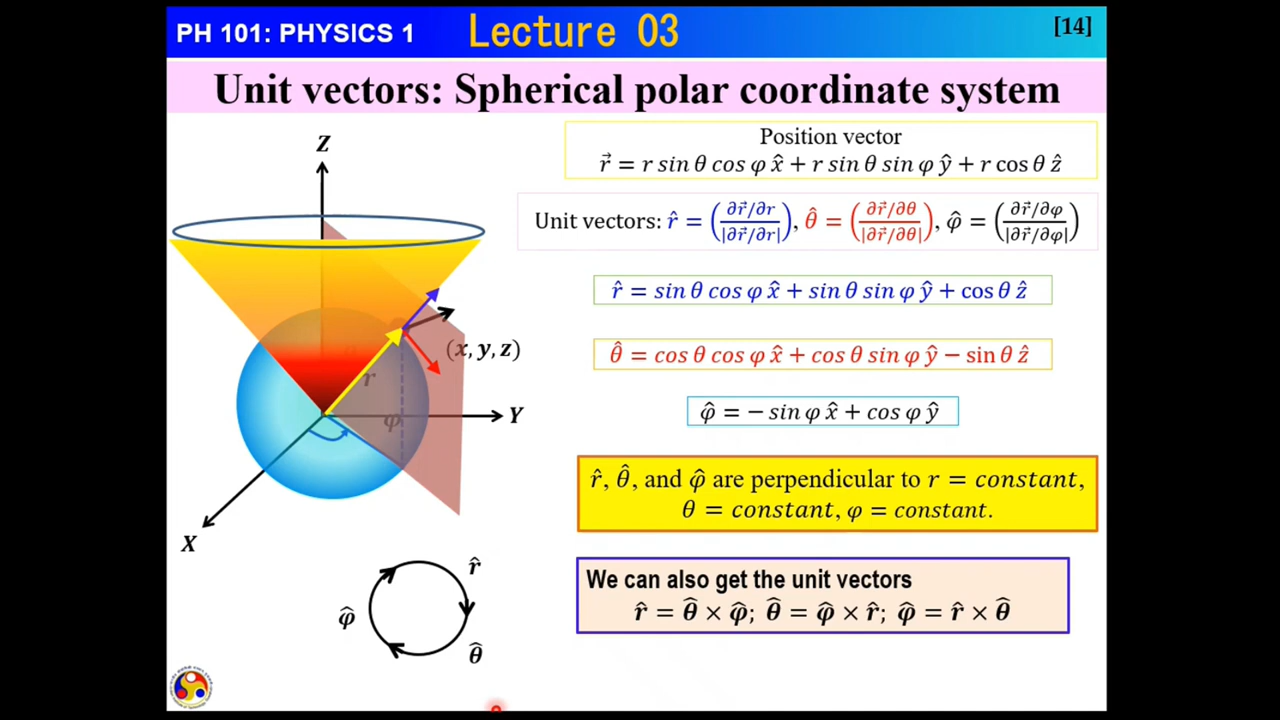 PH 101: PHYSICS 1
Lecture 03
[14]
Unit vectors: Spherical polar coordinate system
Position vector
r⃗ = r sin θ cos φ x̂ + r sin θ sin φ ŷ + r cos θ ẑ
Unit vectors: r̂ = (∂r⃗/∂r / |∂r⃗/∂r|), θ̂ = (∂r⃗/∂θ / |∂r⃗/∂θ|), φ̂ = (∂r⃗/∂φ / |∂r⃗/∂φ|)
r̂ = sin θ cos φ x̂ + sin θ sin φ ŷ + cos θ ẑ
θ̂ = cos θ cos φ x̂ + cos θ sin φ ŷ − sin θ ẑ
φ̂ = − sin φ x̂ + cos φ ŷ
r̂, θ̂, and φ̂ are perpendicular to r = constant,
θ = constant, φ = constant.
We can also get the unit vectors
r̂ = θ̂ × φ̂; θ̂ = φ̂ × r̂; φ̂ = r̂ × θ̂
Z
(x, y, z)
r
φ
Y
X
r̂
φ̂
θ̂